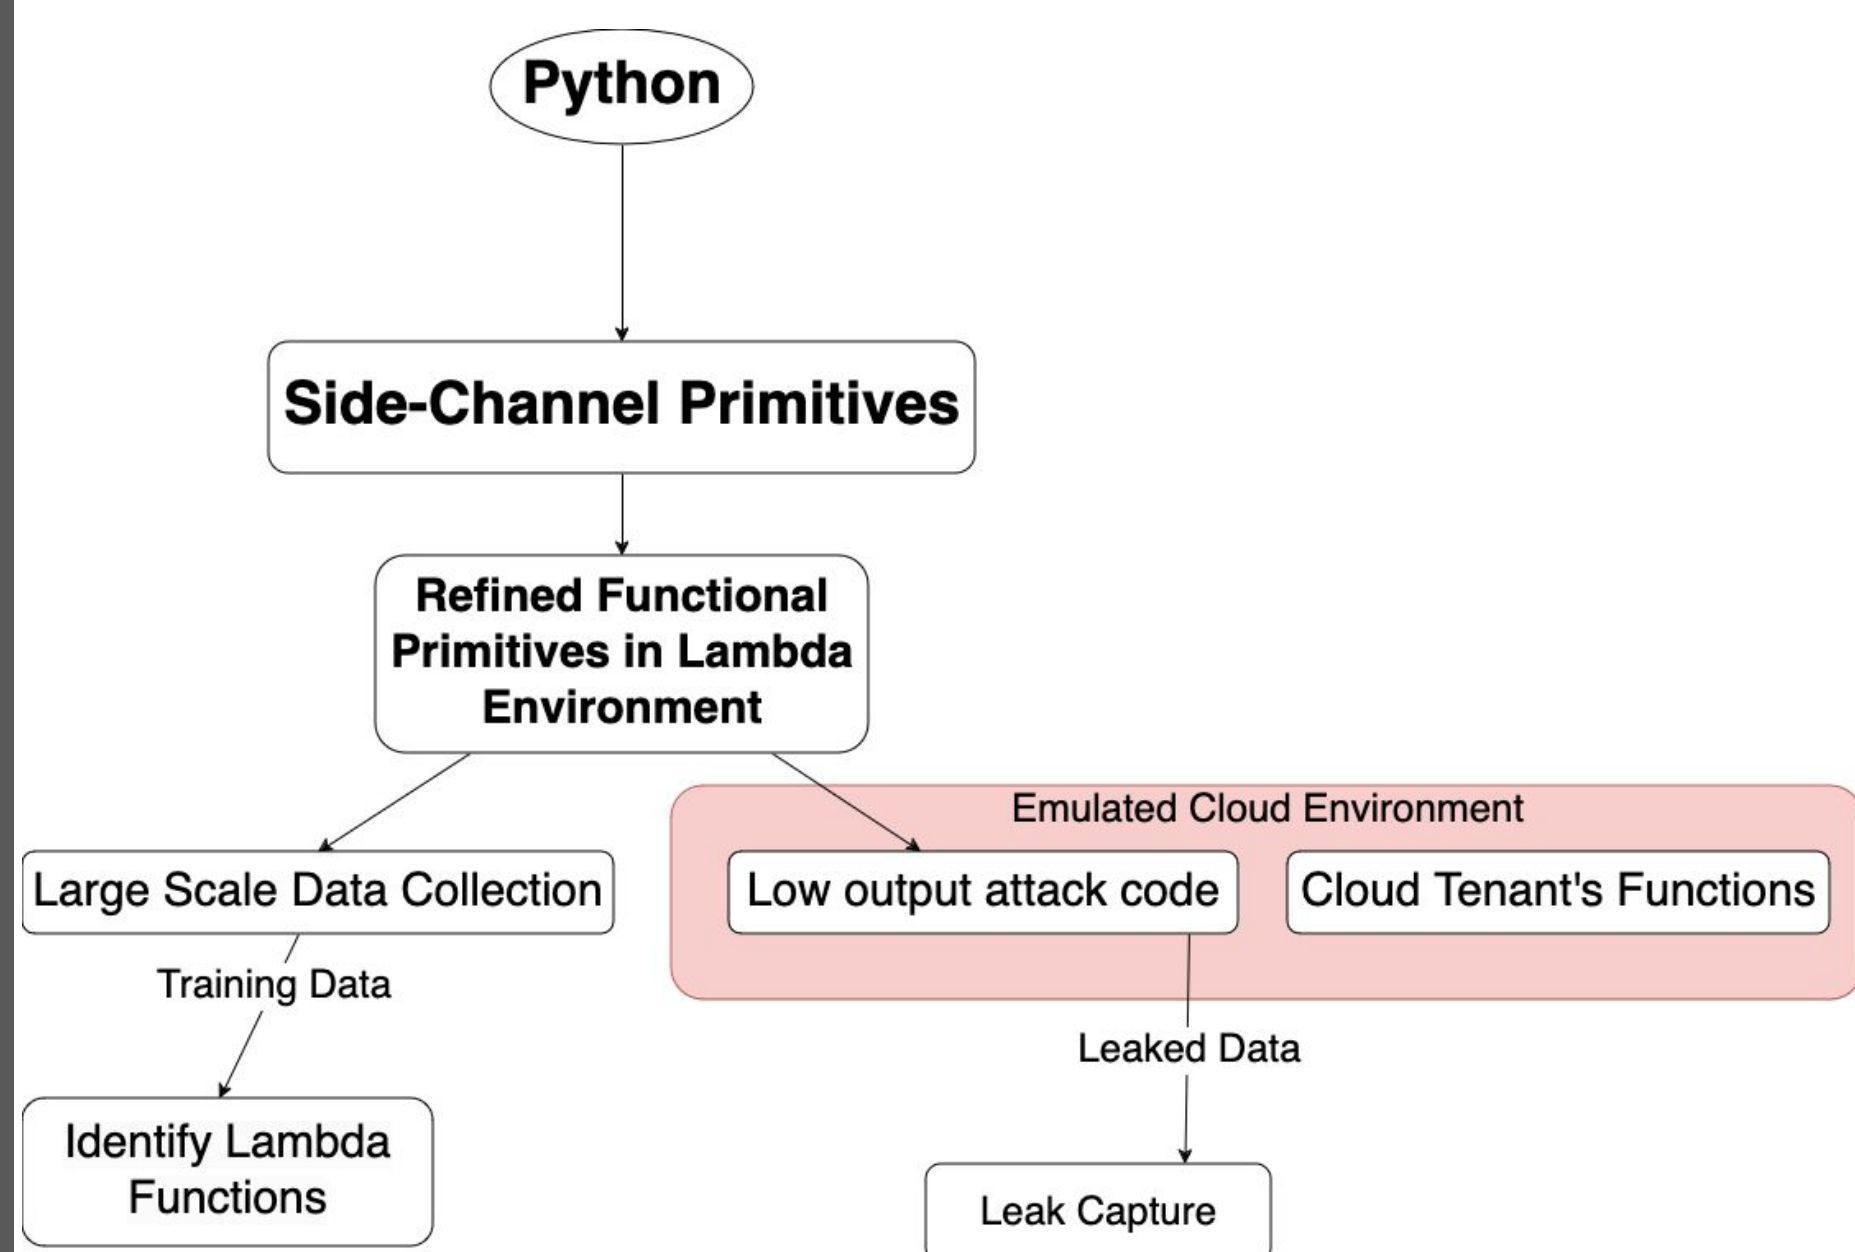 Python
Side-Channel Primitives
Refined Functional
Primitives in Lambda
Environment
Emulated Cloud Environment
Large Scale Data Collection
Low output attack code
Cloud Tenant's Functions
Training Data
Leaked Data
Identify Lambda
Functions
Leak Capture